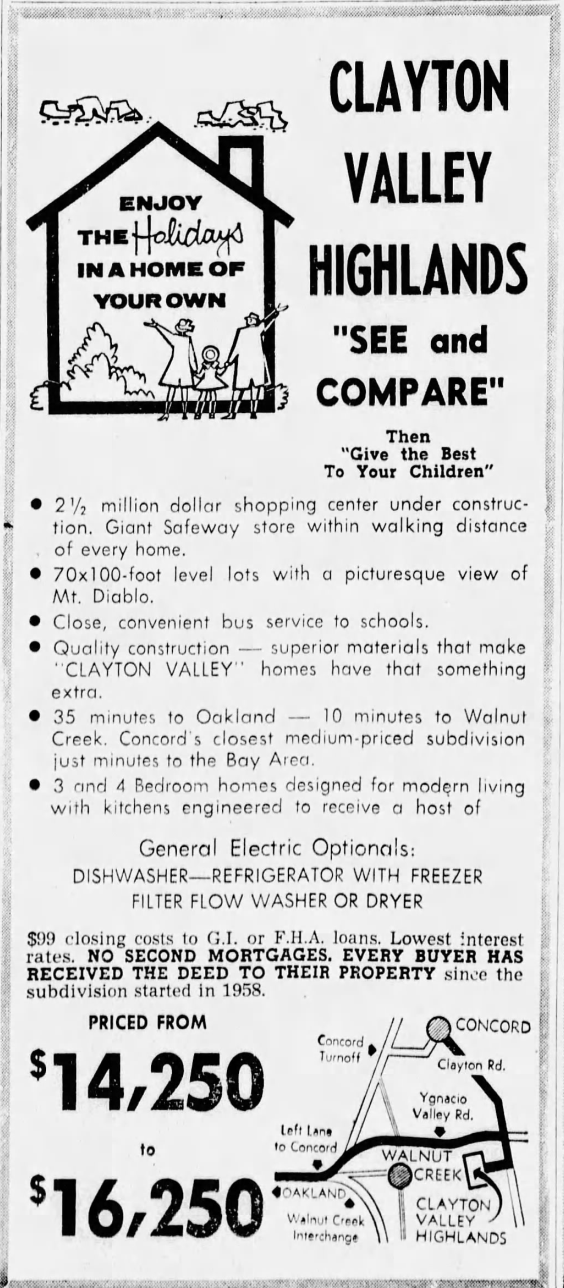 CLAYTON
VALLEY
HIGHLANDS
"SEE and
COMPARE"
Then
"Give the Best
To Your Children"
ENJOY
THE Holidays
IN A HOME OF
YOUR OWN
● 2½ million dollar shopping center under construc-
tion. Giant Safeway store within walking distance
of every home.
● 70x100-foot level lots with a picturesque view of
Mt. Diablo.
● Close, convenient bus service to schools.
● Quality construction — superior materials that make
"CLAYTON VALLEY" homes have that something
extra.
● 35 minutes to Oakland — 10 minutes to Walnut
Creek. Concord's closest medium-priced subdivision
just minutes to the Bay Area.
● 3 and 4 Bedroom homes designed for modern living
with kitchens engineered to receive a host of
General Electric Optionals:
DISHWASHER—REFRIGERATOR WITH FREEZER
FILTER FLOW WASHER OR DRYER
$99 closing costs to G.I. or F.H.A. loans. Lowest interest
rates. NO SECOND MORTGAGES. EVERY BUYER HAS
RECEIVED THE DEED TO THEIR PROPERTY since the
subdivision started in 1958.
PRICED FROM
$14,250
to
$16,250
CONCORD
Concord
Turnoff
Clayton Rd.
Ygnacio
Valley Rd.
Left Lane
to Concord
WALNUT
CREEK
OAKLAND
Walnut Creek
Interchange
CLAYTON
VALLEY
HIGHLANDS